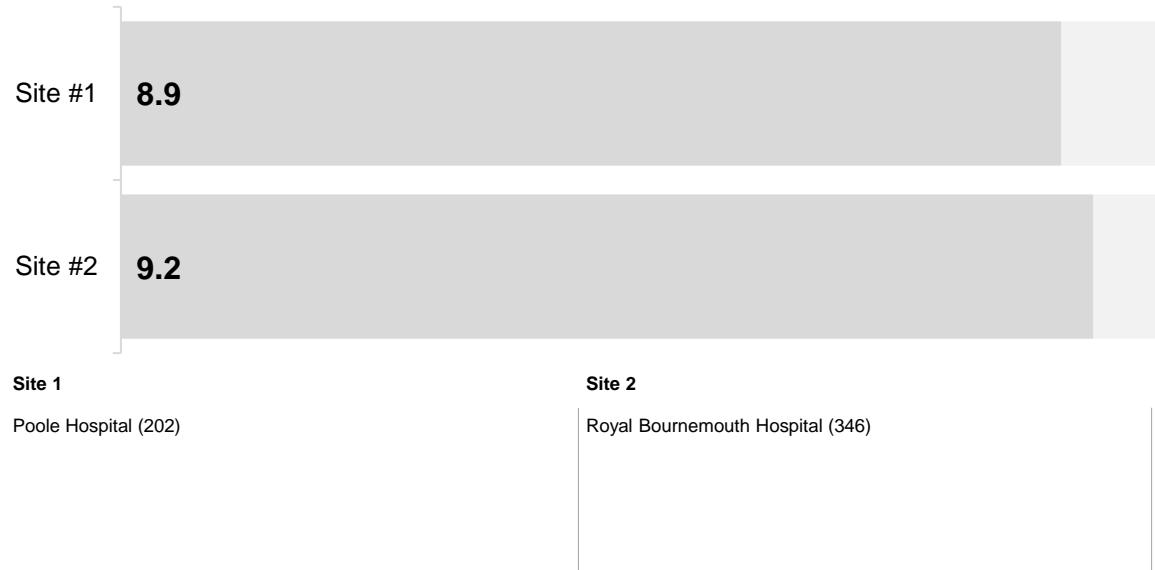 Site #1
8.9
Site #2
9.2
Site 1
Site 2
Poole Hospital (202)
Royal Bournemouth Hospital (346)